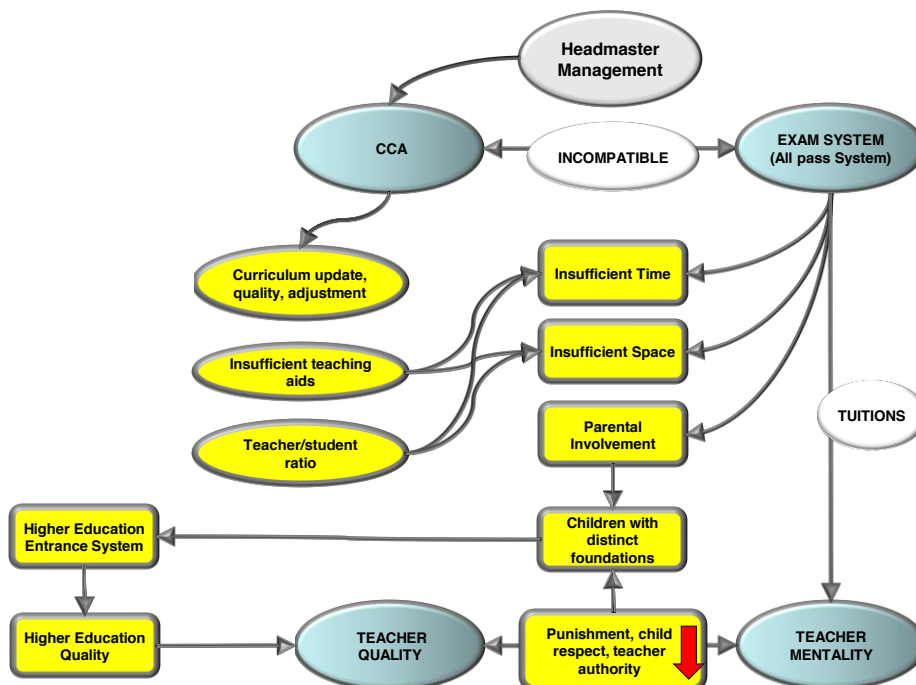 Headmaster
Management
CCA
INCOMPATIBLE
EXAM SYSTEM
(All pass System)
Curriculum update,
quality, adjustment
Insufficient Time
Insufficient teaching
aids
Insufficient Space
Teacher/student
ratio
Parental
Involvement
TUITIONS
Higher Education
Entrance System
Children with
distinct
foundations
Higher Education
Quality
TEACHER
QUALITY
Punishment, child
respect, teacher
authority
TEACHER
MENTALITY